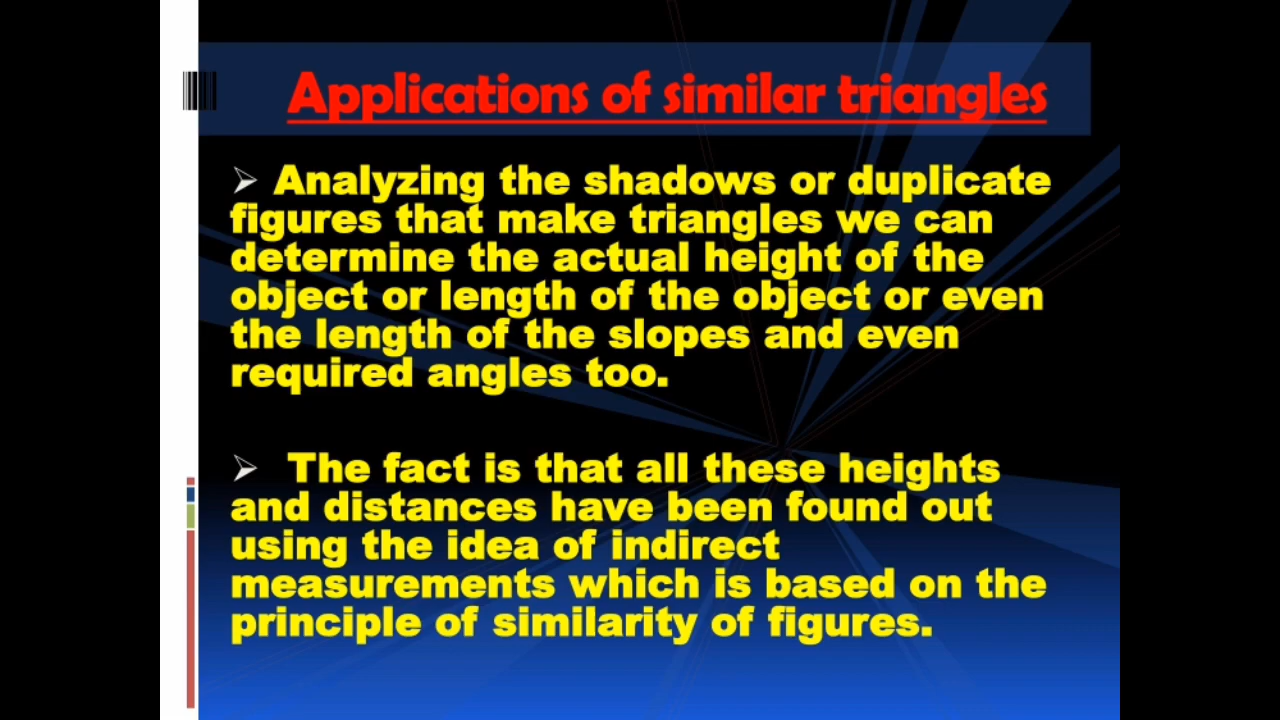 Applications of similar triangles
➢ Analyzing the shadows or duplicate
figures that make triangles we can
determine the actual height of the
object or length of the object or even
the length of the slopes and even
required angles too.
➢ The fact is that all these heights
and distances have been found out
using the idea of indirect
measurements which is based on the
principle of similarity of figures.